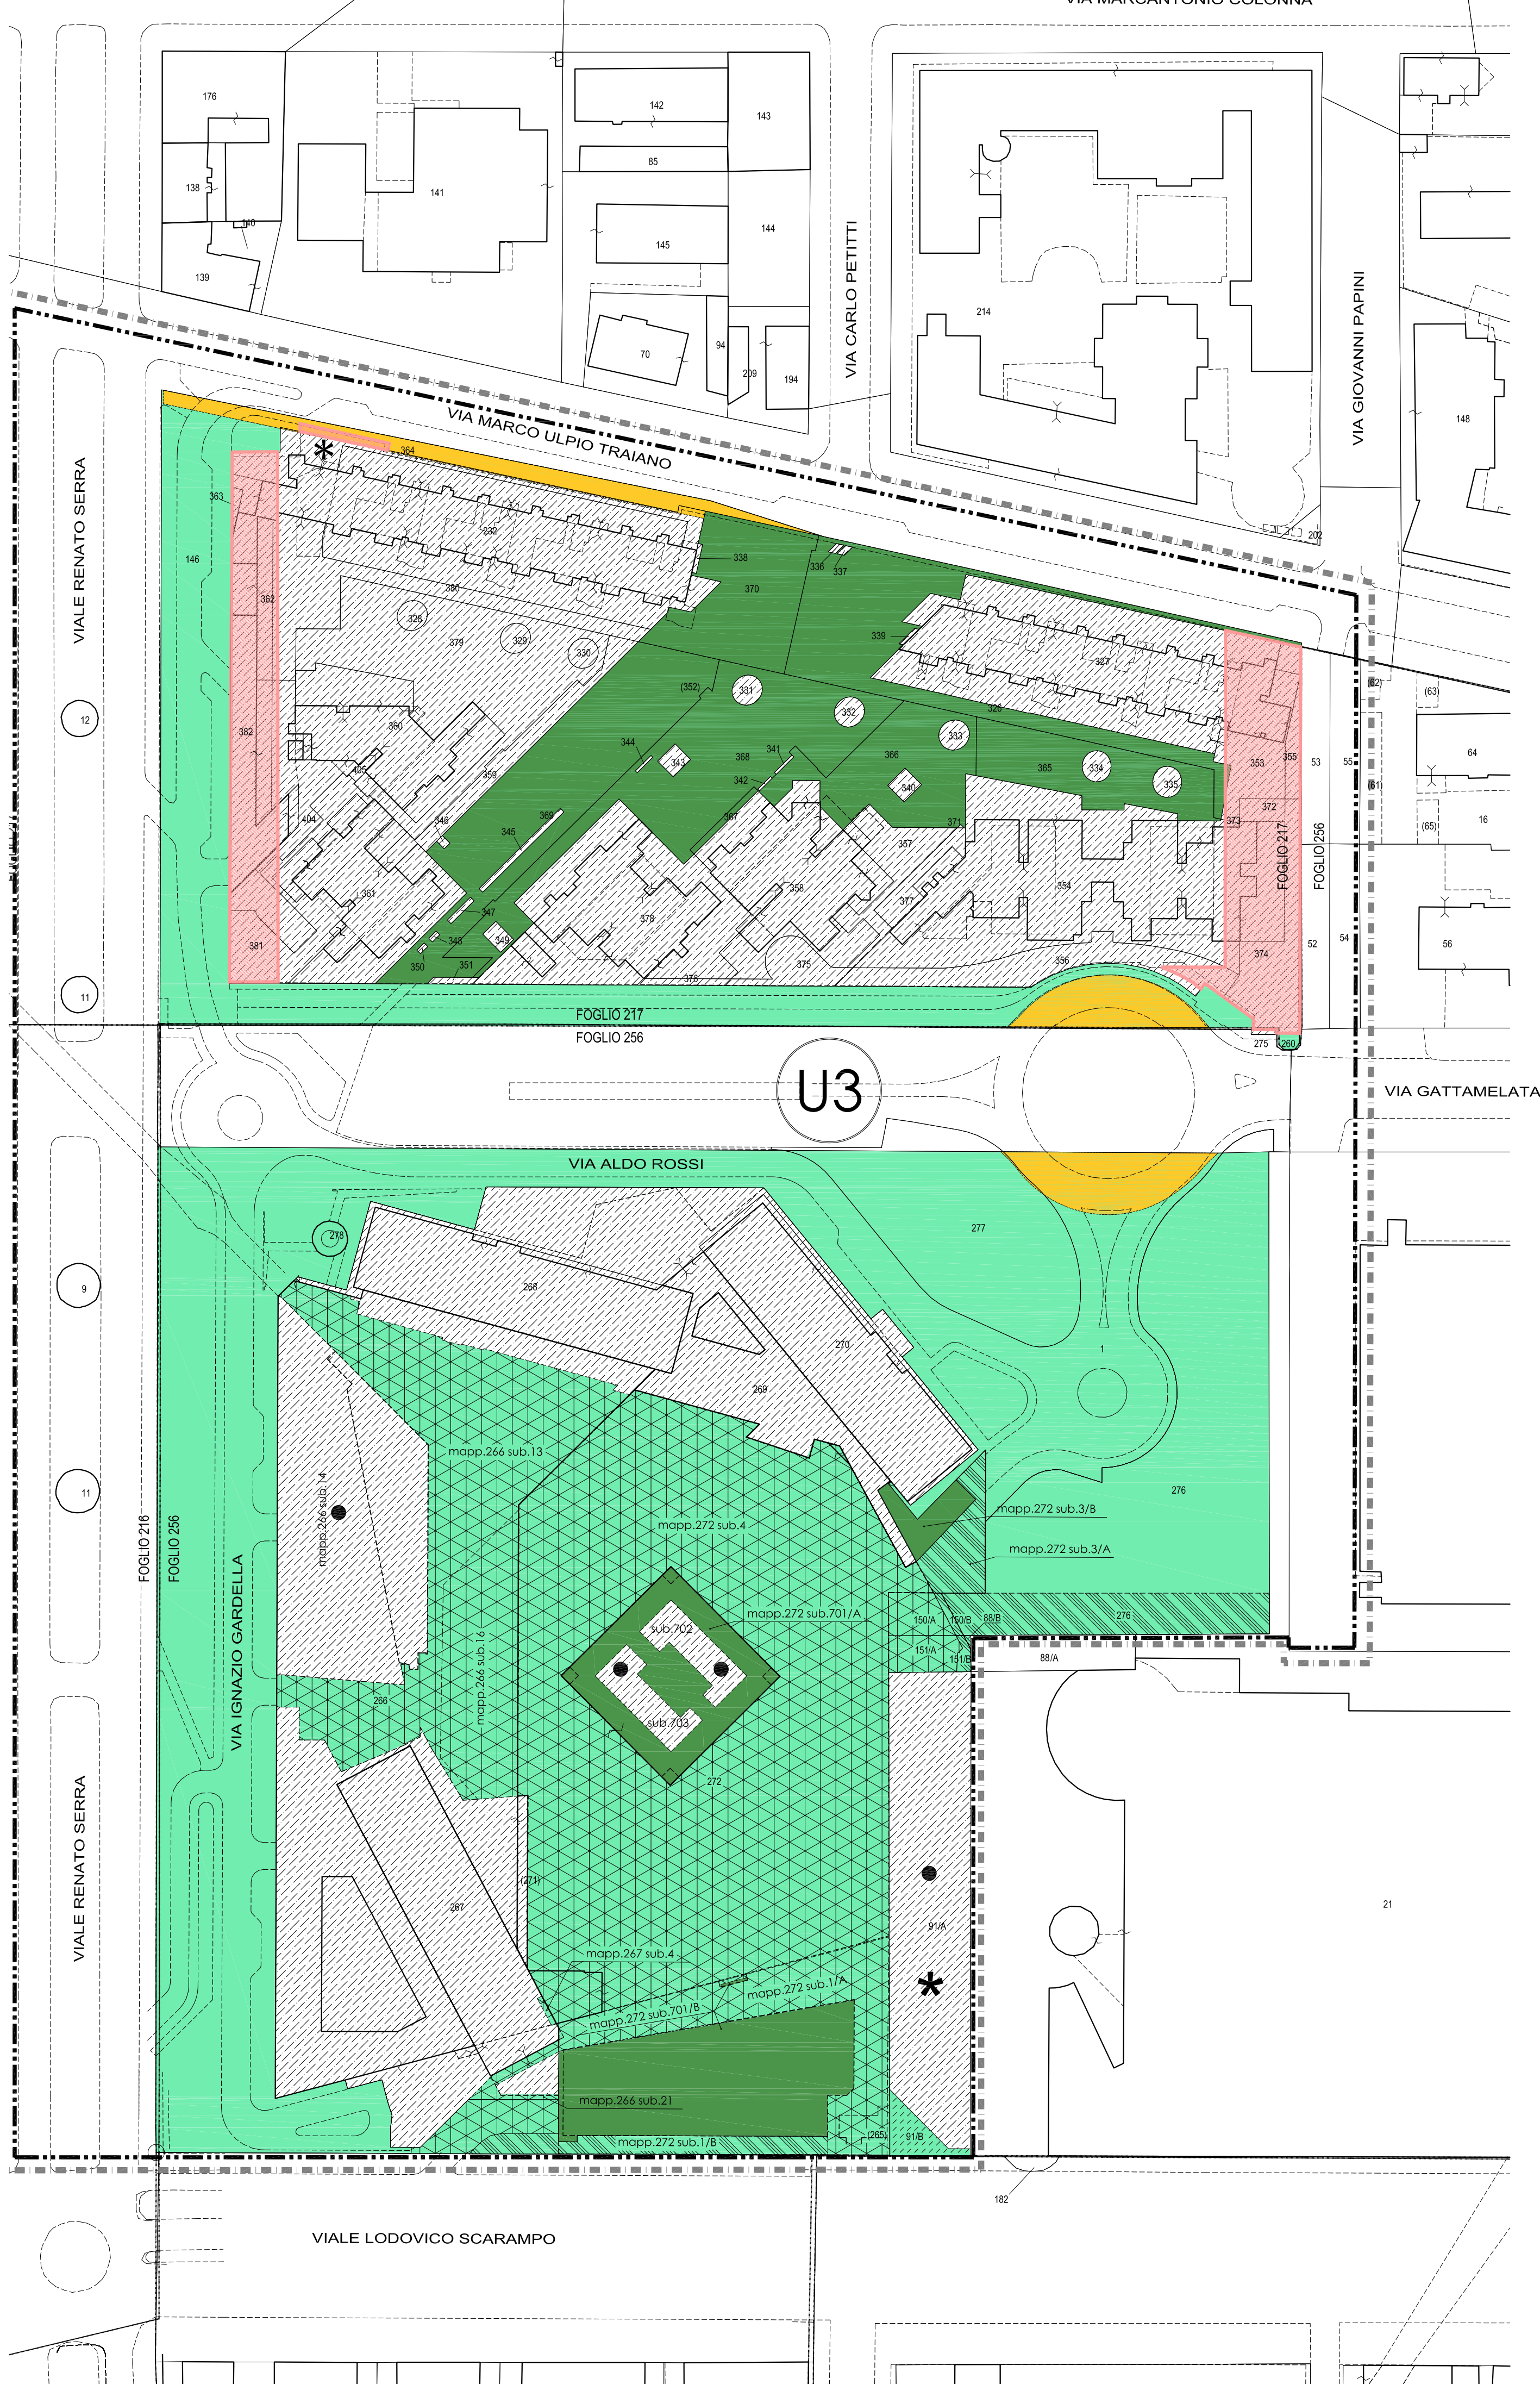 VIA MARCANTONIO COLONNA
176
142
143
138
141
85
140
145
144
139
214
70
94
209
194
148
VIA CARLO PETITTI
VIA GIOVANNI PAPINI
VIA MARCO ULPIO TRAIANO
VIALE RENATO SERRA
364
363
146
232
202
338
336
337
370
362
380
328
379
329
330
339
327
(352)
331
332
326
333
(62)
(63)
12
382
360
344
343
341
368
342
366
365
334
335
340
353
355
53
55
64
(61)
405
359
404
346
345
369
367
371
357
373
372
(65)
16
FOGLIO 217
FOGLIO 256
361
347
358
354
377
378
348
349
350
351
381
376
375
356
374
52
54
56
11
FOGLIO 217
FOGLIO 256
275
260
U3
VIA GATTAMELATA
VIA ALDO ROSSI
278
277
268
9
270
1
269
mapp.266 sub.13
mapp.266 sub.14
11
276
mapp.272 sub.3/B
mapp.272 sub.4
FOGLIO 216
FOGLIO 256
VIA IGNAZIO GARDELLA
mapp.272 sub.3/A
mapp.272 sub.701/A
sub.702
150/A
150/B
88/B
276
151/A
151/B
88/A
mapp.266 sub.16
266
sub.703
272
VIALE RENATO SERRA
(271)
267
21
91/A
mapp.267 sub.4
mapp.272 sub.1/A
mapp.272 sub.701/B
mapp.266 sub.21
mapp.272 sub.1/B
(265)
91/B
182
VIALE LODOVICO SCARAMPO